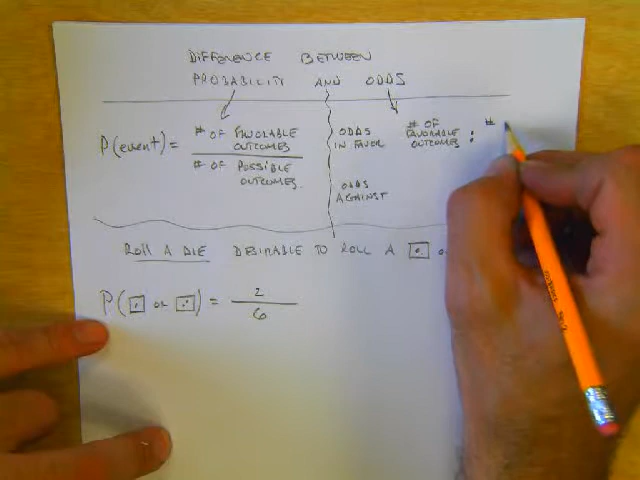 DIFFERENCE BETWEEN
PROBABILITY AND ODDS
P(event) = # OF FAVORABLE OUTCOMES
# OF POSSIBLE OUTCOMES
ODDS IN FAVOR
# OF FAVORABLE OUTCOMES : #
ODDS AGAINST
ROLL A DIE DESIRABLE TO ROLL A ⚀ O
P(⚀ OR ⚁) = 2
6